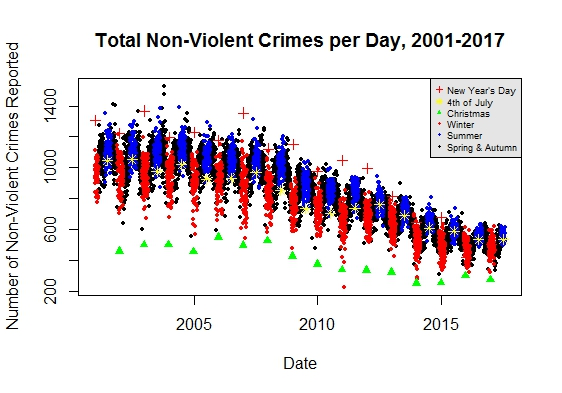 Total Non-Violent Crimes per Day, 2001-2017
Number of Non-Violent Crimes Reported
1400
1000
600
200
New Year's Day
4th of July
Christmas
Winter
Summer
Spring & Autumn
2005
2010
2015
Date